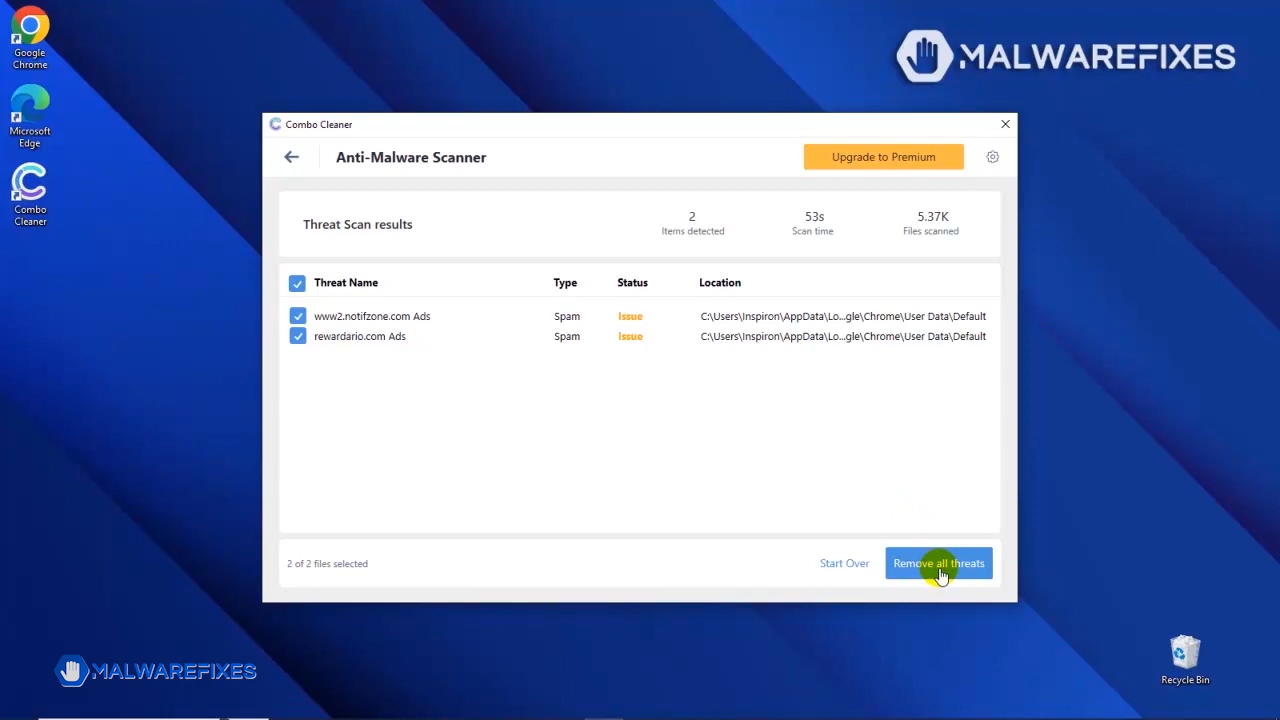 Google
Chrome
Microsoft
Edge
Combo
Cleaner
MALWAREFIXES
Combo Cleaner
Anti-Malware Scanner
Upgrade to Premium
Threat Scan results
2
Items detected
53s
Scan time
5.37K
Files scanned
Threat Name Type Status Location
www2.notifzone.com Ads Spam Issue C:\Users\Inspiron\AppData\Lo...gle\Chrome\User Data\Default
rewardario.com Ads Spam Issue C:\Users\Inspiron\AppData\Lo...gle\Chrome\User Data\Default
2 of 2 files selected
Start Over
Remove all threats
MALWAREFIXES
Recycle Bin